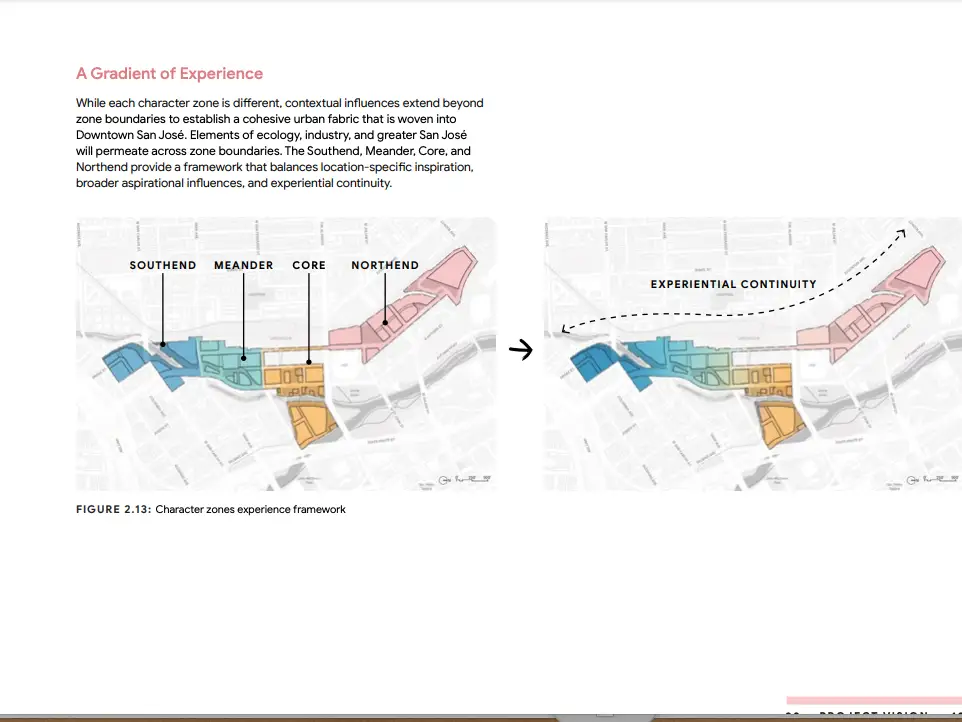 A Gradient of Experience
While each character zone is different, contextual influences extend beyond
zone boundaries to establish a cohesive urban fabric that is woven into
Downtown San José. Elements of ecology, industry, and greater San José
will permeate across zone boundaries. The Southend, Meander, Core, and
Northend provide a framework that balances location-specific inspiration,
broader aspirational influences, and experiential continuity.
SOUTHEND MEANDER CORE NORTHEND
EXPERIENTIAL CONTINUITY
FIGURE 2.13: Character zones experience framework
PROJECT VISION